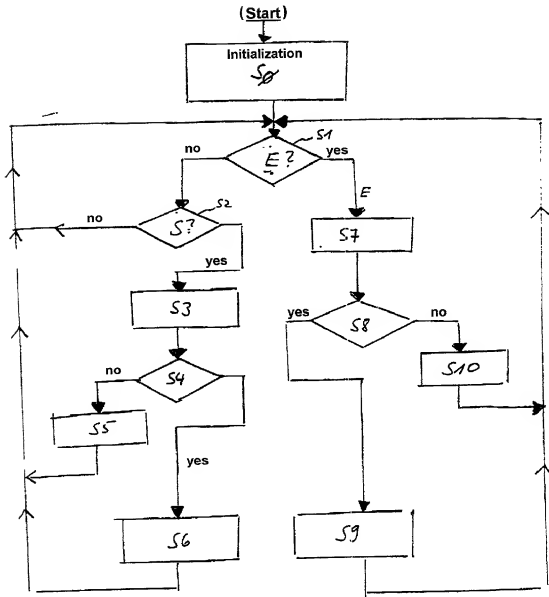 (Start)
Initialization
SØ
S1
E?
no
yes
S2
E
S?
no
S7
yes
S3
yes
S8
no
S4
no
S10
S5
yes
S6
S9